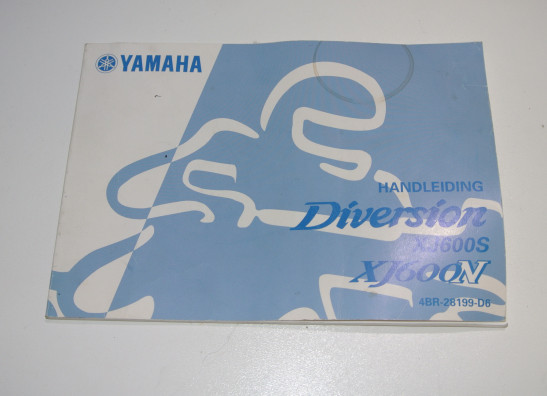 YAMAHA
HANDLEIDING
Diversion
XJ600S
XJ600N
4BR-28199-D6